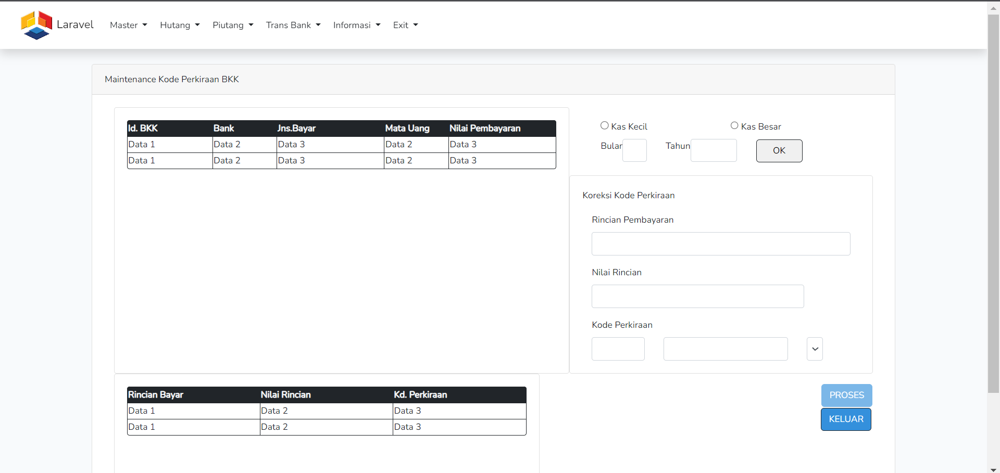 Laravel Master Hutang Piutang Trans Bank Informasi Exit
Maintenance Kode Perkiraan BKK
Id. BKK Bank Jns.Bayar Mata Uang Nilai Pembayaran
Data 1 Data 2 Data 3 Data 2 Data 3
Data 1 Data 2 Data 3 Data 2 Data 3
Kas Kecil Kas Besar
Bulan Tahun OK
Koreksi Kode Perkiraan
Rincian Pembayaran
Nilai Rincian
Kode Perkiraan
Rincian Bayar Nilai Rincian Kd. Perkiraan
Data 1 Data 2 Data 3
Data 1 Data 2 Data 3
PROSES
KELUAR